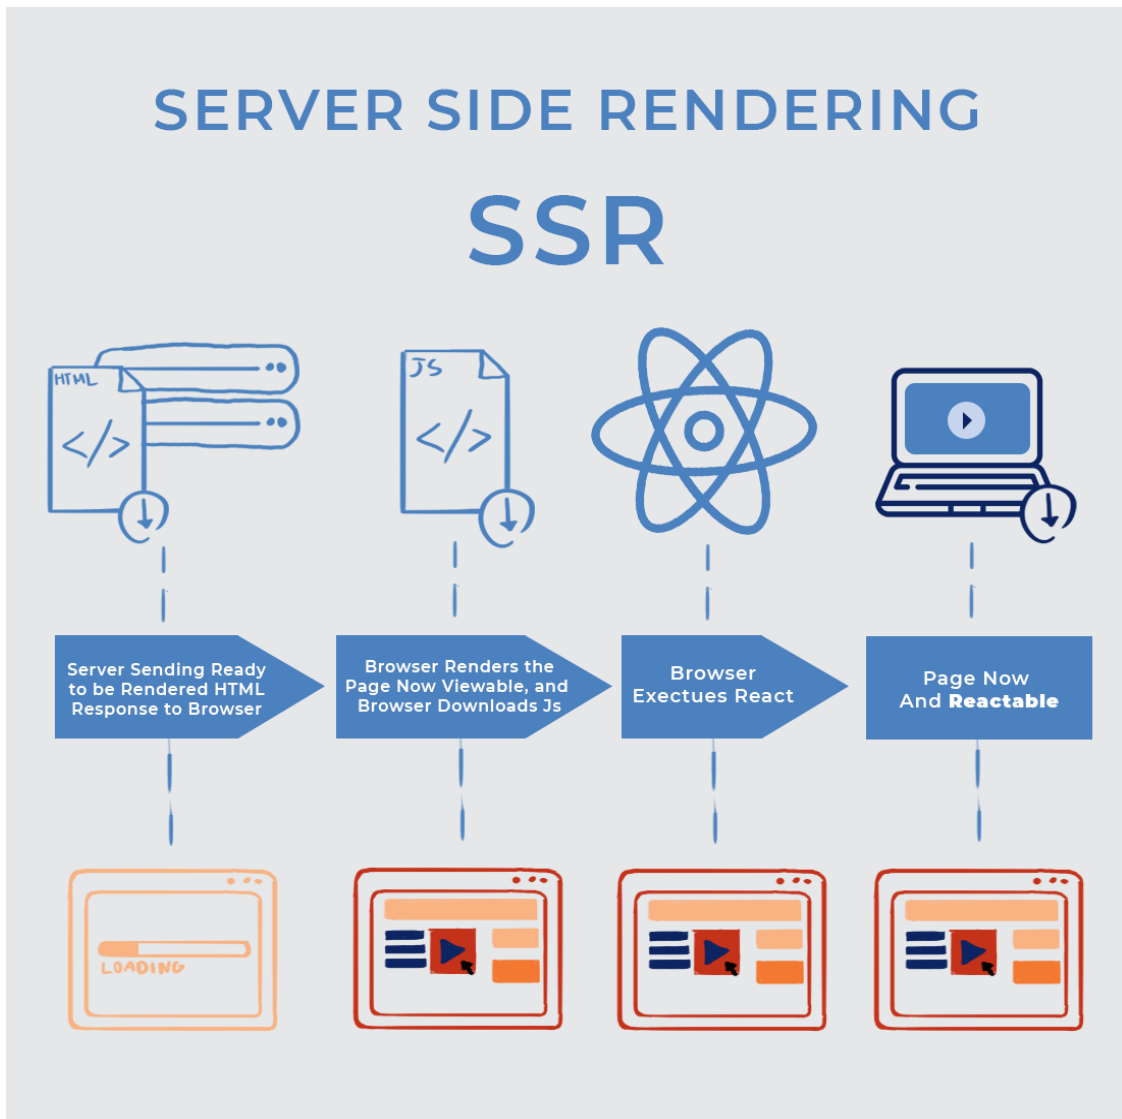 SERVER SIDE RENDERING
SSR
HTML
</>
JS
</>
Server Sending Ready
to be Rendered HTML
Response to Browser
Browser Renders the
Page Now Viewable, and
Browser Downloads Js
Browser
Exectues React
Page Now
And Reactable
LOADING